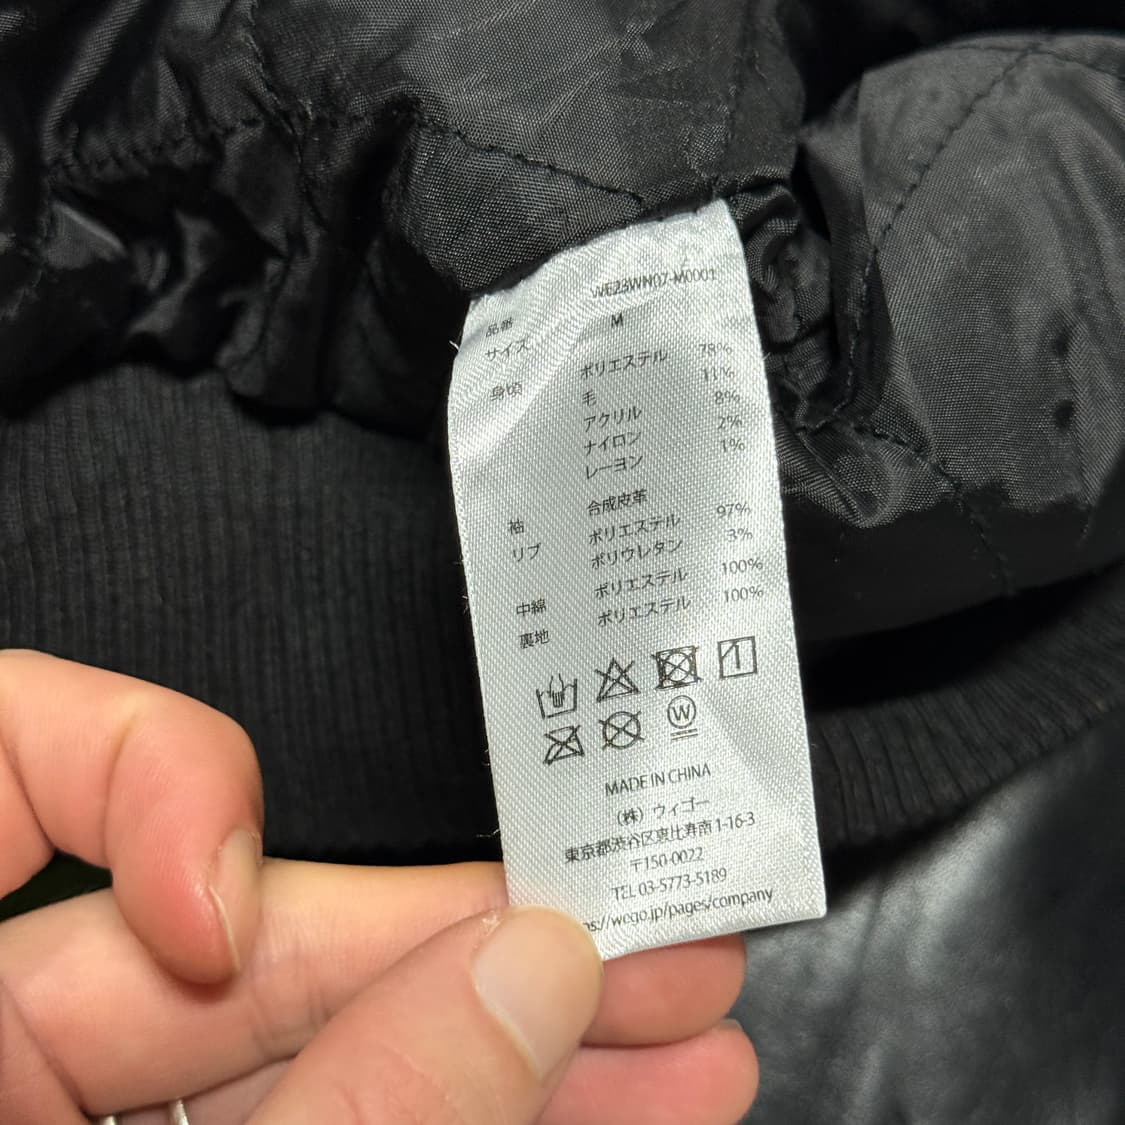 品番 WE23WN07-M0001
サイズ M
身頃 ポリエステル 78%
毛 11%
アクリル 8%
ナイロン 2%
レーヨン 1%
袖 合成皮革
リブ ポリエステル 97%
ポリウレタン 3%
中綿 ポリエステル 100%
裏地 ポリエステル 100%
W
MADE IN CHINA
(株) ウィゴー
東京都渋谷区恵比寿南1-16-3
〒150-0022
TEL 03-5773-5189
s://wego.jp/pages/company